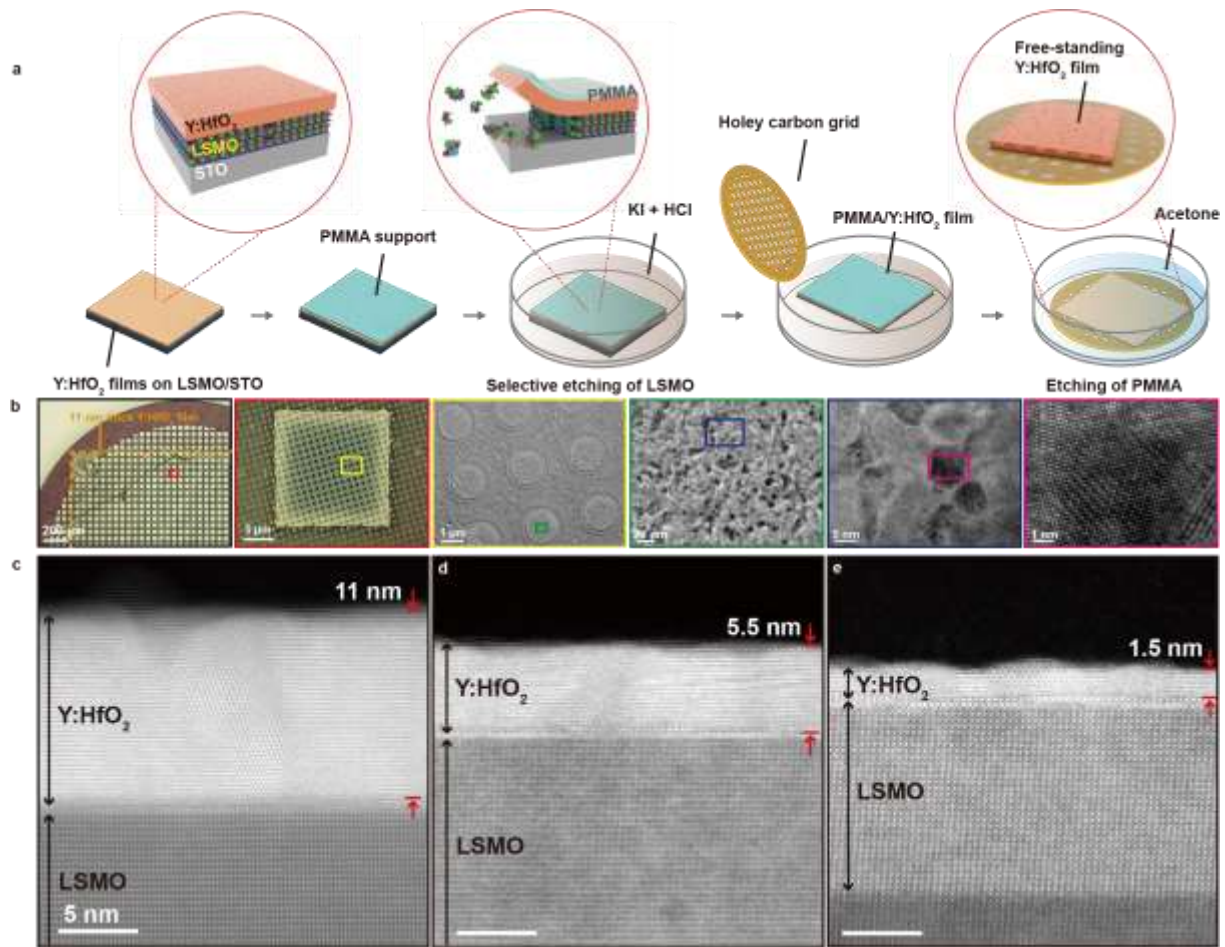 a
Y:HfO₂
LSMO
STO
PMMA
Free-standing
Y:HfO₂ film
Holey carbon grid
KI + HCl
PMMA support
PMMA/Y:HfO₂ film
Acetone
Y:HfO₂ films on LSMO/STO
Selective etching of LSMO
Etching of PMMA
b
200 μm
1 μm
1 nm
c
11 nm
Y:HfO₂
LSMO
5 nm
d
5.5 nm
Y:HfO₂
LSMO
e
1.5 nm
Y:HfO₂
LSMO